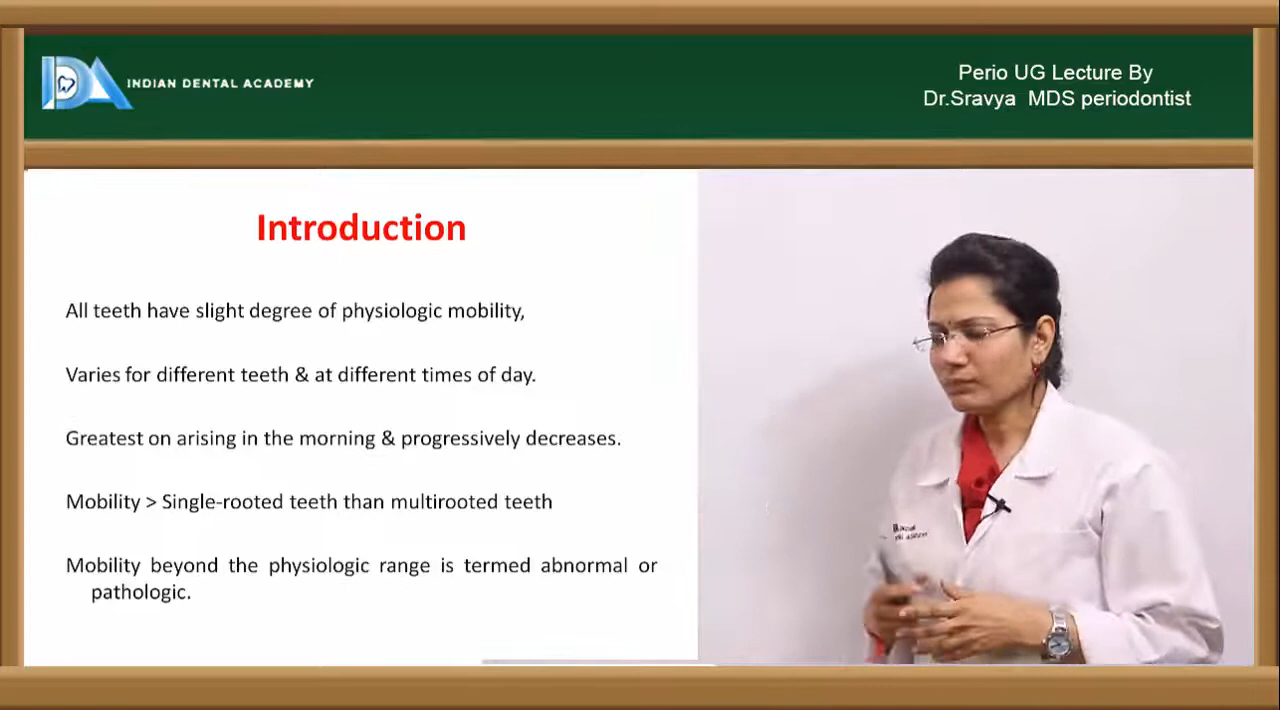 INDIAN DENTAL ACADEMY
Perio UG Lecture By
Dr.Sravya MDS periodontist
Introduction
All teeth have slight degree of physiologic mobility,
Varies for different teeth & at different times of day.
Greatest on arising in the morning & progressively decreases.
Mobility > Single-rooted teeth than multirooted teeth
Mobility beyond the physiologic range is termed abnormal or
pathologic.